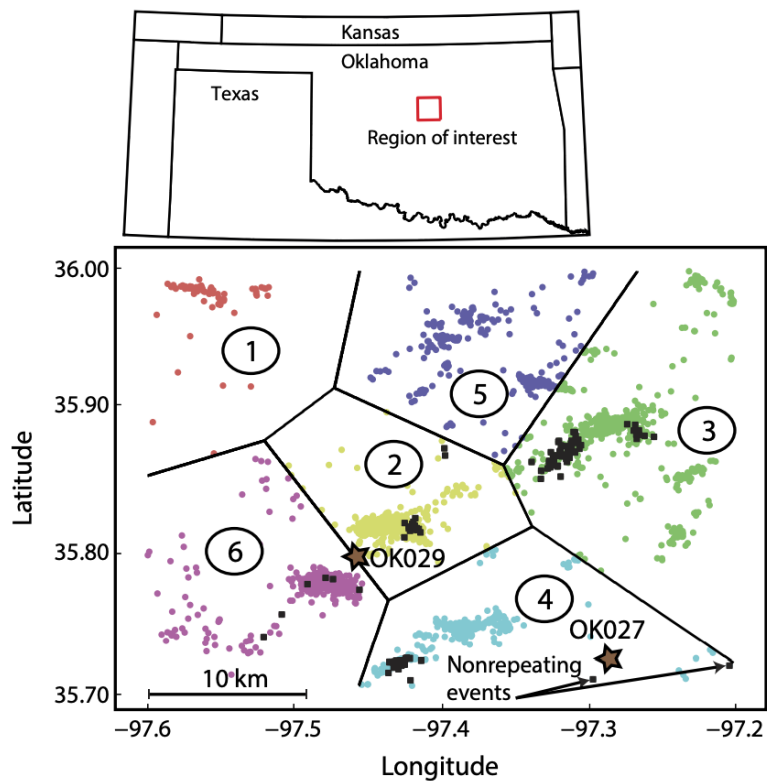 Kansas
Oklahoma
Texas
Region of interest
36.00
35.90
35.80
35.70
Latitude
1
5
3
2
6
OK029
4
OK027
Nonrepeating
events
10 km
−97.6
−97.5
−97.4
−97.3
−97.2
Longitude